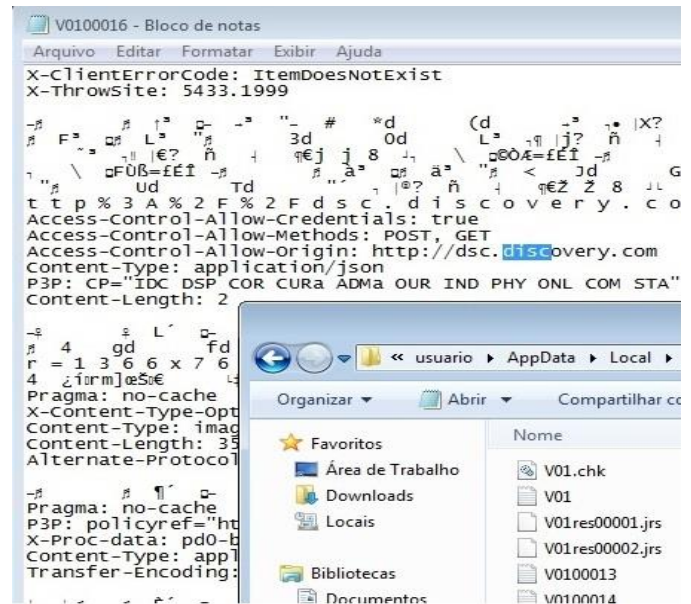 V0100016 - Bloco de notas
Arquivo Editar Formatar Exibir Ajuda
X-ClientErrorCode: ItemDoesNotExist
X-ThrowSite: 5433.1999
t t p % 3 A % 2 F % 2 F d s c . d i s c o v e r y . c o
Access-Control-Allow-Credentials: true
Access-Control-Allow-Methods: POST, GET
Access-Control-Allow-Origin: http://dsc.discovery.com
Content-Type: application/json
P3P: CP="IDC DSP COR CURa ADMa OUR IND PHY ONL COM STA"
Content-Length: 2
4 gd fd
r = 1 3 6 6 x 7 6
Pragma: no-cache
X-Content-Type-Opt
Content-Type: imag
Content-Length: 35
Alternate-Protocol
Pragma: no-cache
P3P: policyref="ht
X-Proc-data: pd0-b
Content-Type: appl
Transfer-Encoding:
« usuario ▸ AppData ▸ Local ▸
Organizar Abrir Compartilhar co
Favoritos
Área de Trabalho
Downloads
Locais
Bibliotecas
Documentos
Nome
V01.chk
V01
V01res00001.jrs
V01res00002.jrs
V0100013
V0100014